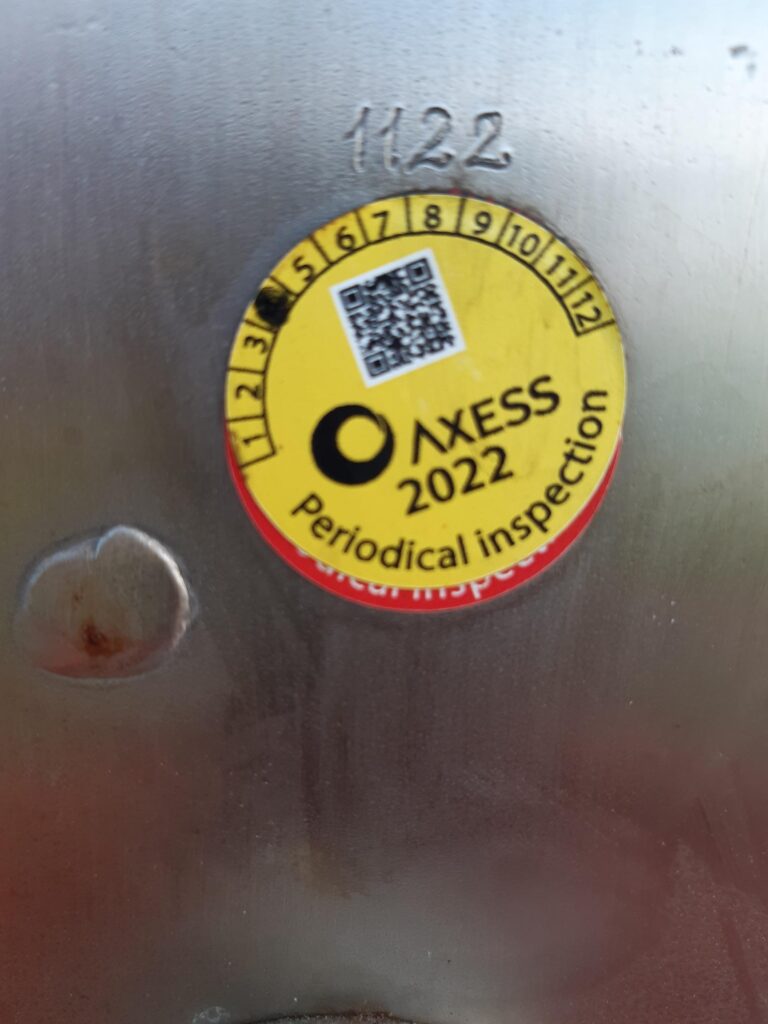 1122
1 2 3 5 6 7 8 9 10 11 12
AXESS
2022
Periodical inspection